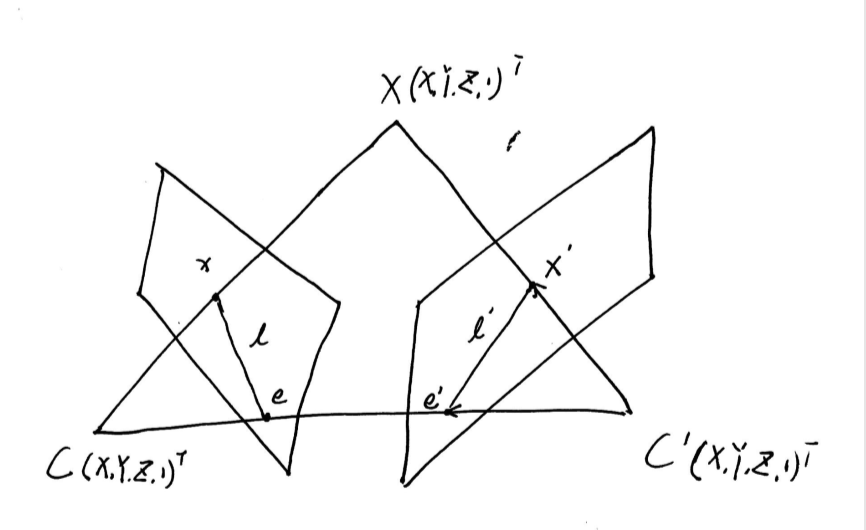 X(X,Y,Z,1)ᵀ
x
x'
l
l'
e
e'
C(X,Y,Z,1)ᵀ
C'(X,Y,Z,1)ᵀ